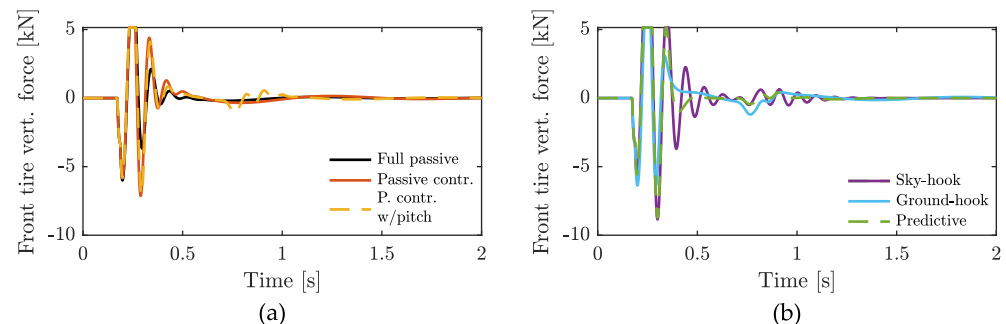 Front tire vert. force [kN]
5
0
-5
-10
0
0.5
1
1.5
2
Time [s]
Full passive
Passive contr.
P. contr.
w/pitch
(a)
Front tire vert. force [kN]
5
0
-5
-10
0
0.5
1
1.5
2
Time [s]
Sky-hook
Ground-hook
Predictive
(b)